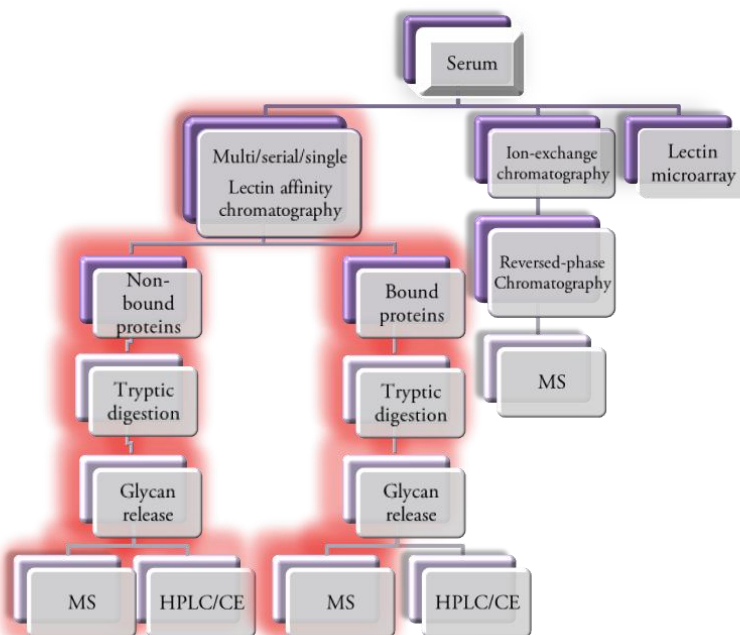 Serum
Multi/serial/single
Lectin affinity
chromatography
Ion-exchange
chromatography
Lectin
microarray
Non-
bound
proteins
Bound
proteins
Reversed-phase
Chromatography
Tryptic
digestion
Tryptic
digestion
MS
Glycan
release
Glycan
release
MS
HPLC/CE
MS
HPLC/CE